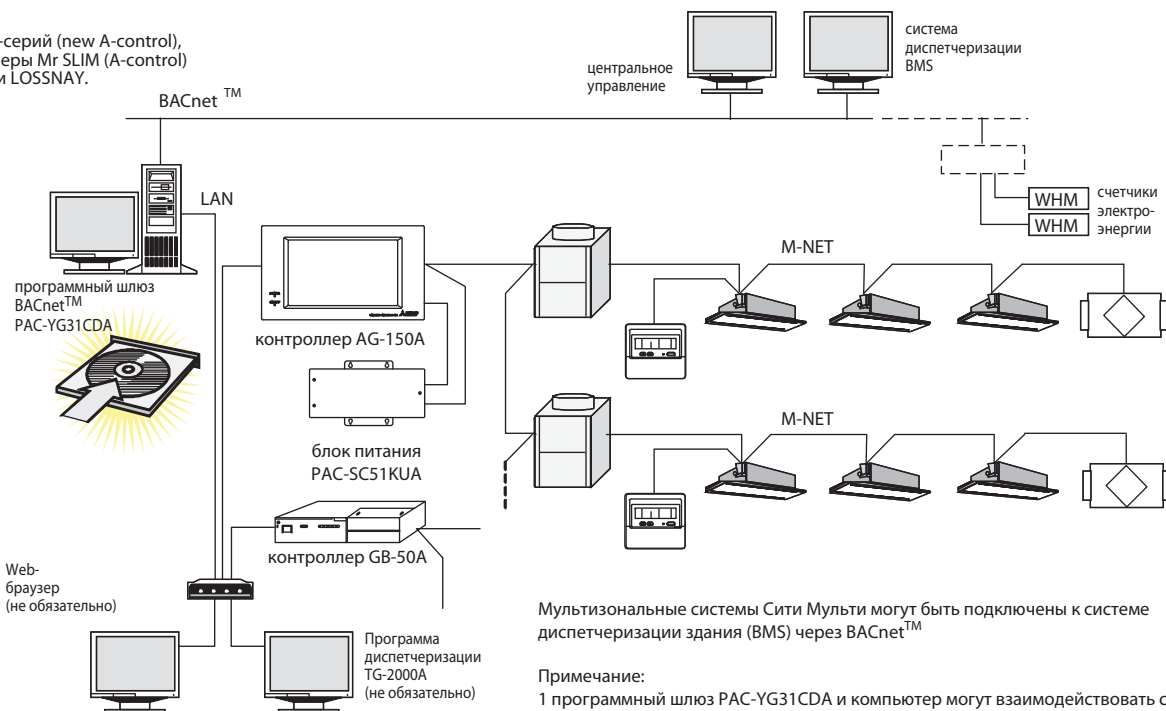 -серий (new A-control),
еры Mr SLIM (A-control)
и LOSSNAY.
BACnet TM
центральное
управление
система
диспетчеризации
BMS
LAN
WHM
WHM
счетчики
электро-
энергии
M-NET
программный шлюз
BACnetTM
PAC-YG31CDA
контроллер AG-150A
блок питания
PAC-SC51KUA
M-NET
контроллер GB-50A
Web-
браузер
(не обязательно)
Программа
диспетчеризации
TG-2000A
(не обязательно)
Мультизональные системы Сити Мульти могут быть подключены к системе
диспетчеризации здания (BMS) через BACnetTM
Примечание:
1 программный шлюз PAC-YG31CDA и компьютер могут взаимодействовать с